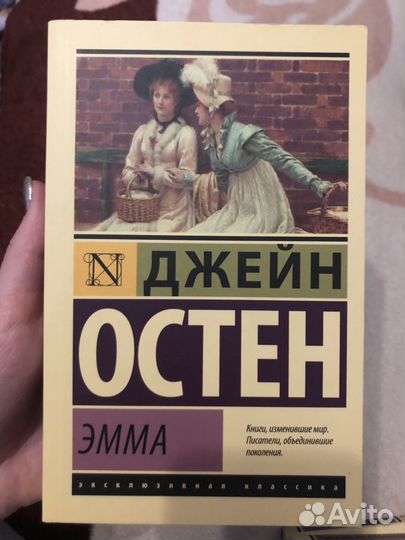 N
ДЖЕЙН
ОСТЕН
ЭММА
Книги, изменившие мир.
Писатели, объединившие
поколения.
эксклюзивная классика
Avito